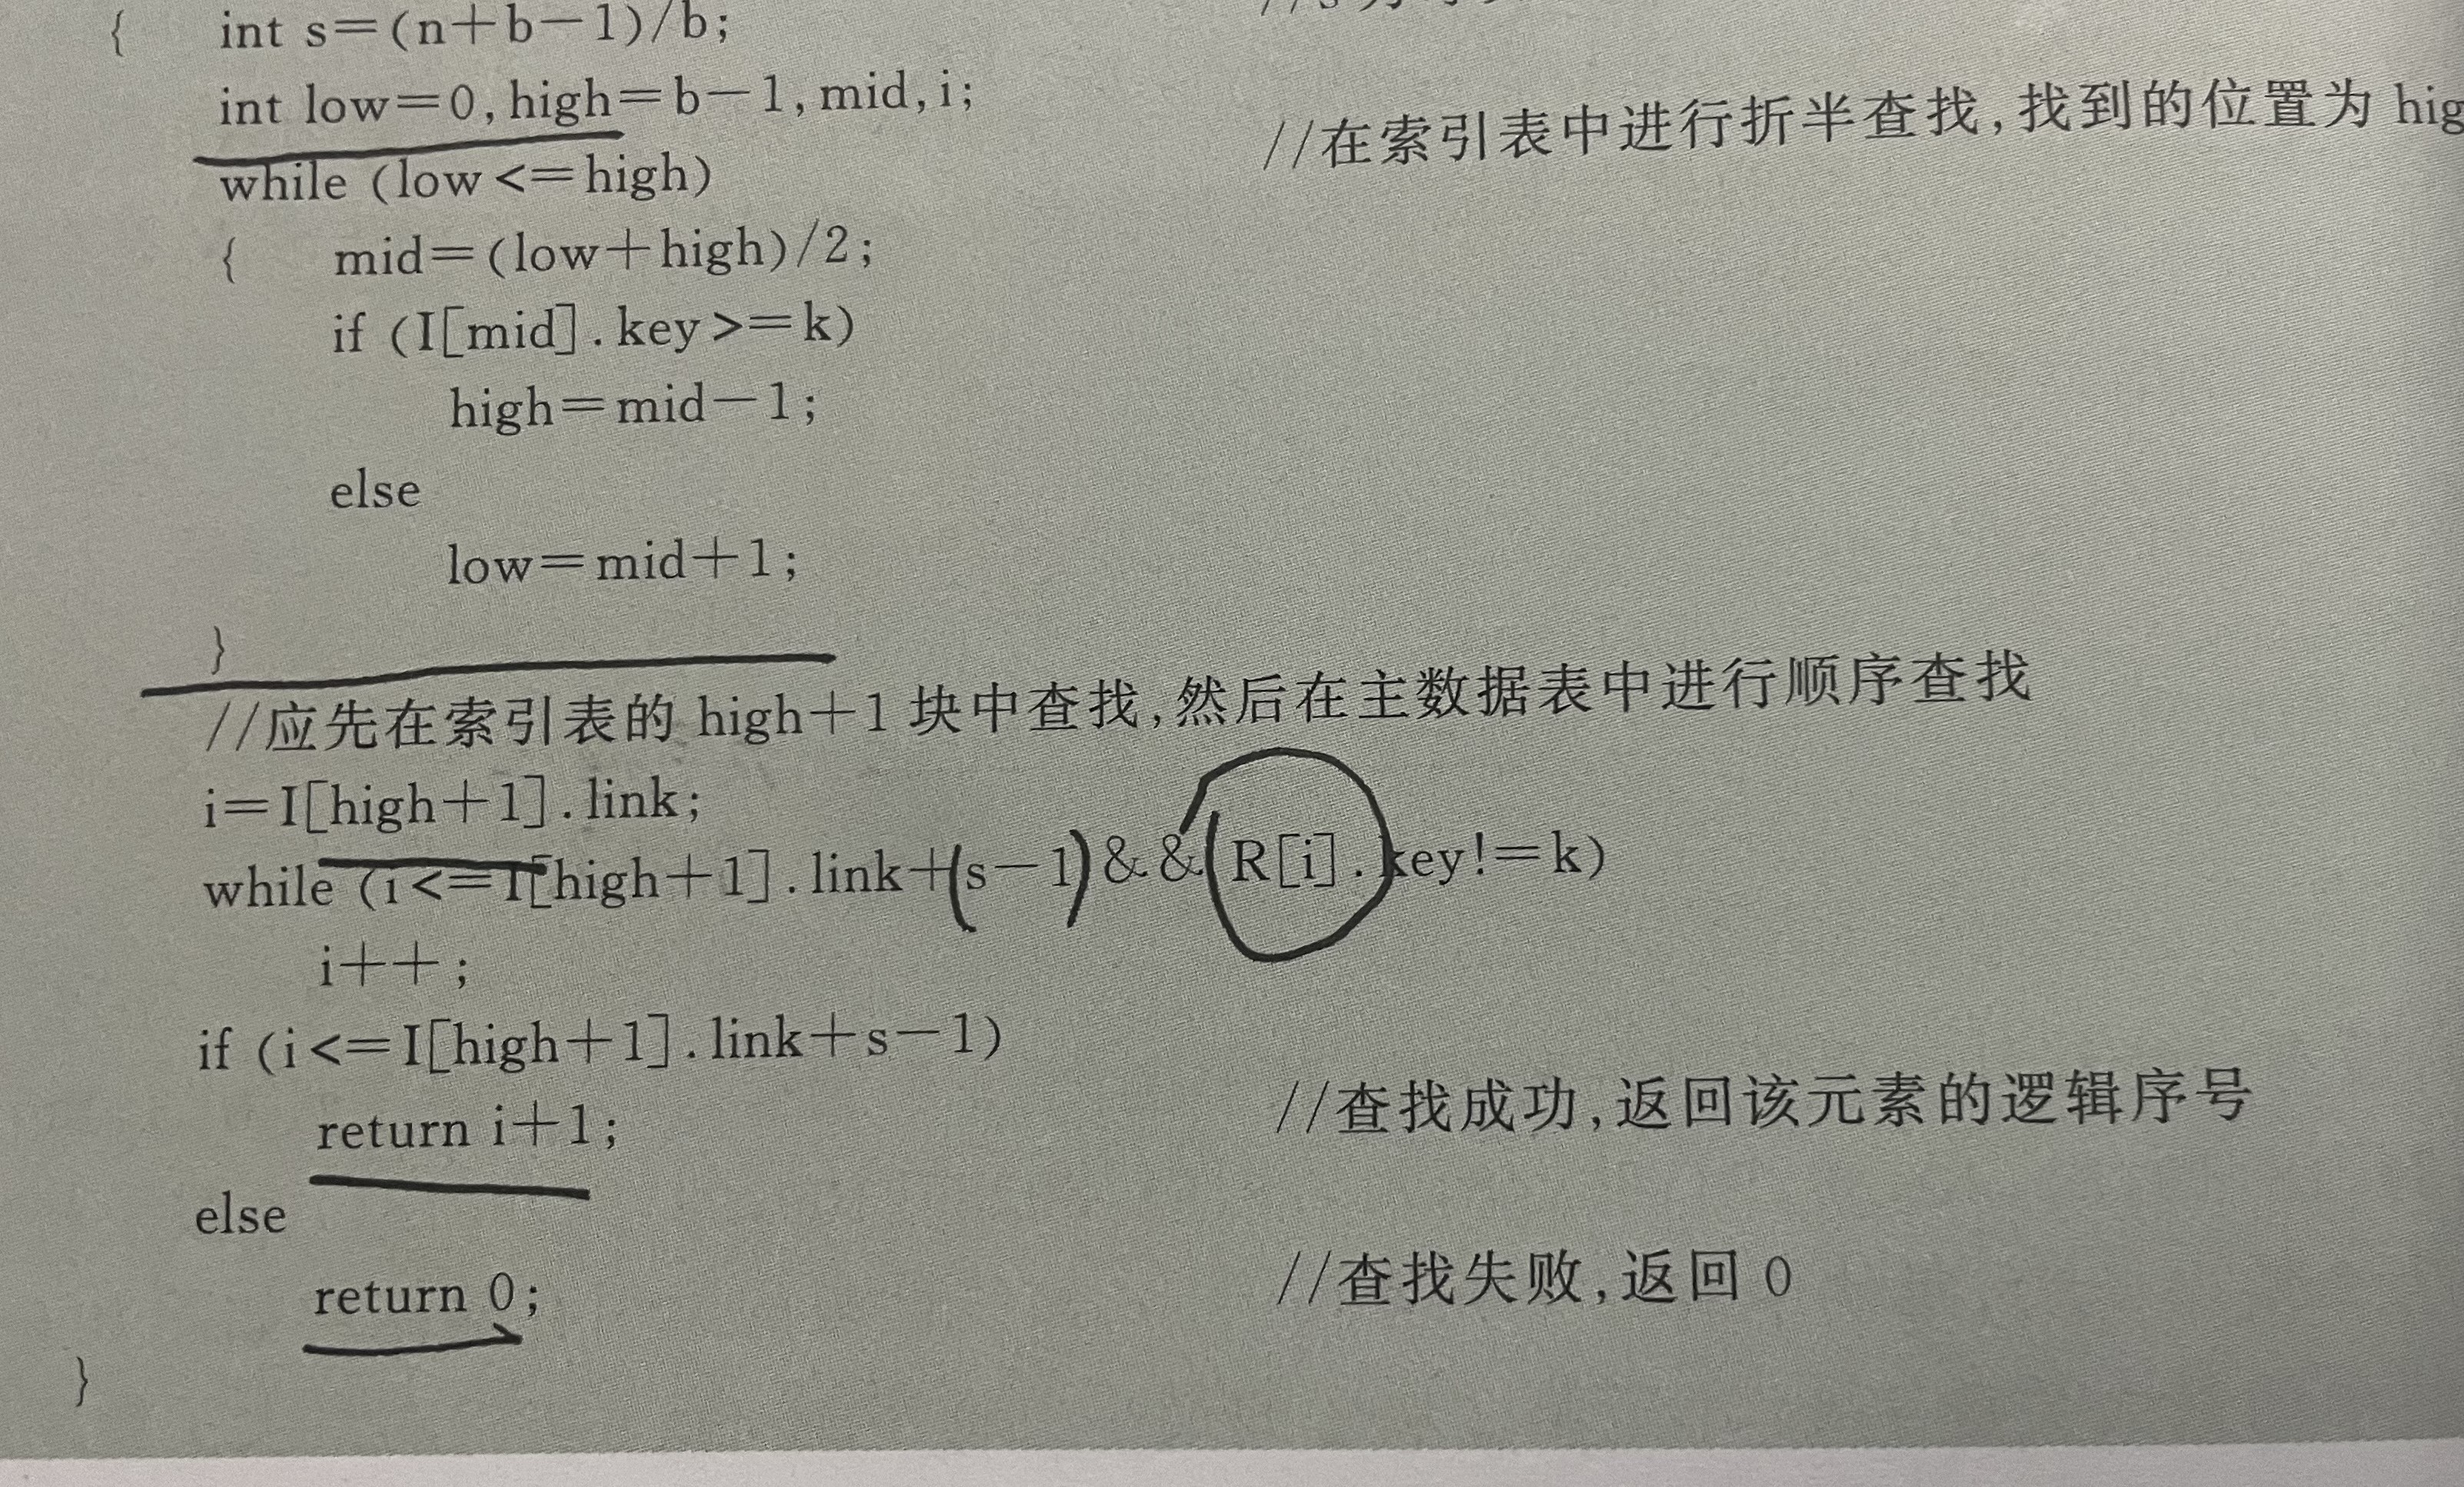 { int s=(n+b-1)/b;
int low=0,high=b-1,mid,i;
//在索引表中进行折半查找,找到的位置为
while (low<=high)
{ mid=(low+high)/2;
if (I[mid].key>=k)
high=mid-1;
else
low=mid+1;
}
//应先在索引表的 high+1 块中查找,然后在主数据表中进行顺序查找
i=I[high+1].link;
while (i<=I[high+1].link+(s-1)&&(R[i].key!=k)
i++;
if (i<=I[high+1].link+s-1)
return i+1; //查找成功,返回该元素的逻辑序号
else
return 0; //查找失败,返回 0
}